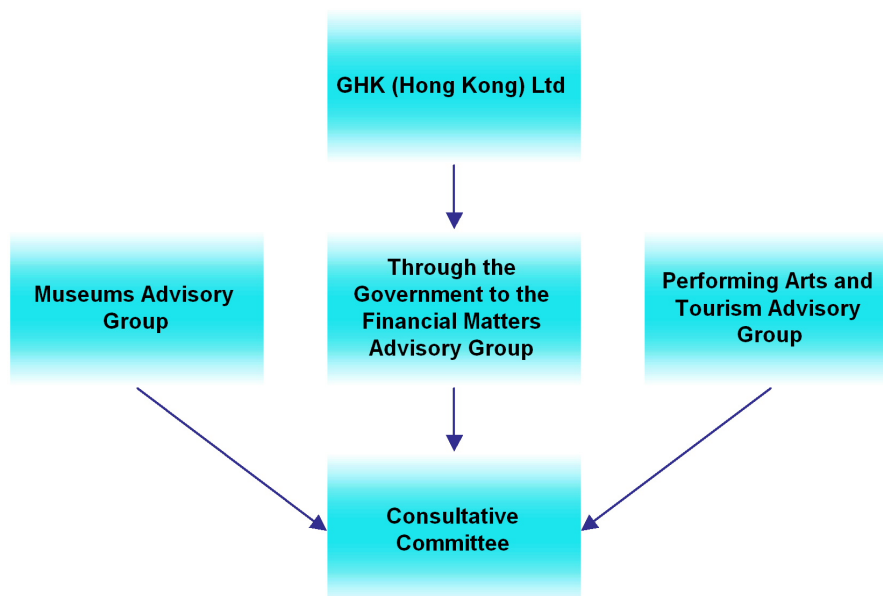 GHK (Hong Kong) Ltd
Museums Advisory
Group
Through the
Government to the
Financial Matters
Advisory Group
Performing Arts and
Tourism Advisory
Group
Consultative
Committee